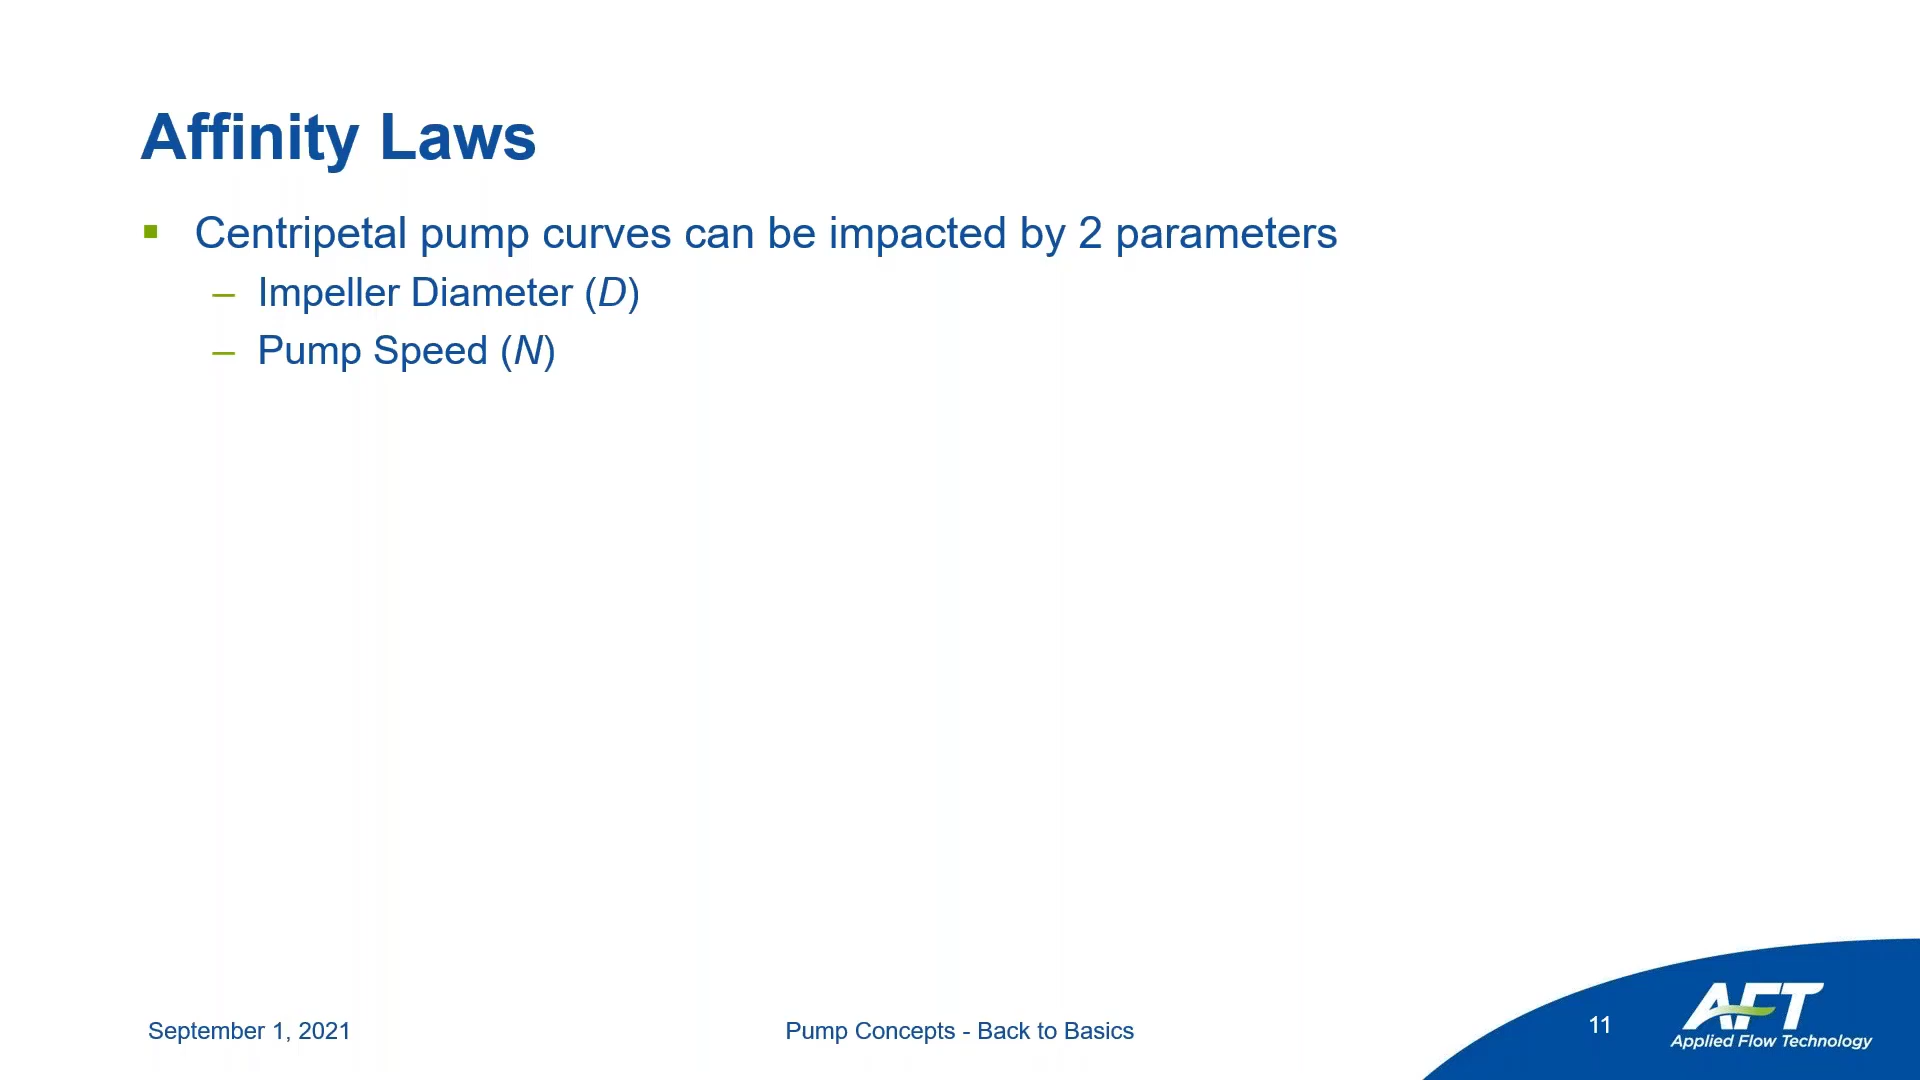 Affinity Laws
▪ Centripetal pump curves can be impacted by 2 parameters
– Impeller Diameter (D)
– Pump Speed (N)
September 1, 2021
Pump Concepts - Back to Basics
11
AFT
Applied Flow Technology